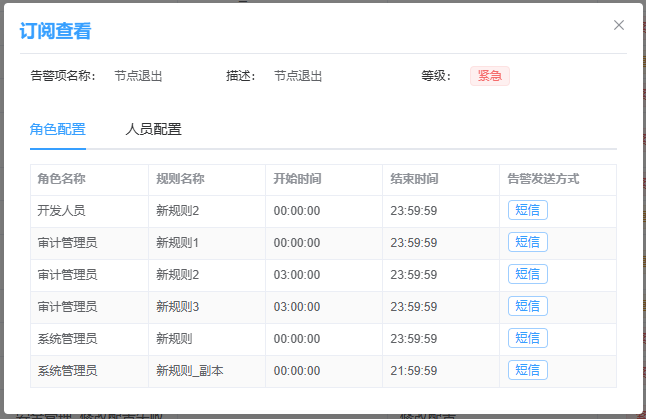 订阅查看
告警项名称： 节点退出 描述： 节点退出 等级： 紧急
角色配置 人员配置
角色名称 规则名称 开始时间 结束时间 告警发送方式
开发人员 新规则2 00:00:00 23:59:59 短信
审计管理员 新规则1 00:00:00 23:59:59 短信
审计管理员 新规则2 03:00:00 23:59:59 短信
审计管理员 新规则3 03:00:00 23:59:59 短信
系统管理员 新规则 00:00:00 23:59:59 短信
系统管理员 新规则_副本 00:00:00 21:59:59 短信